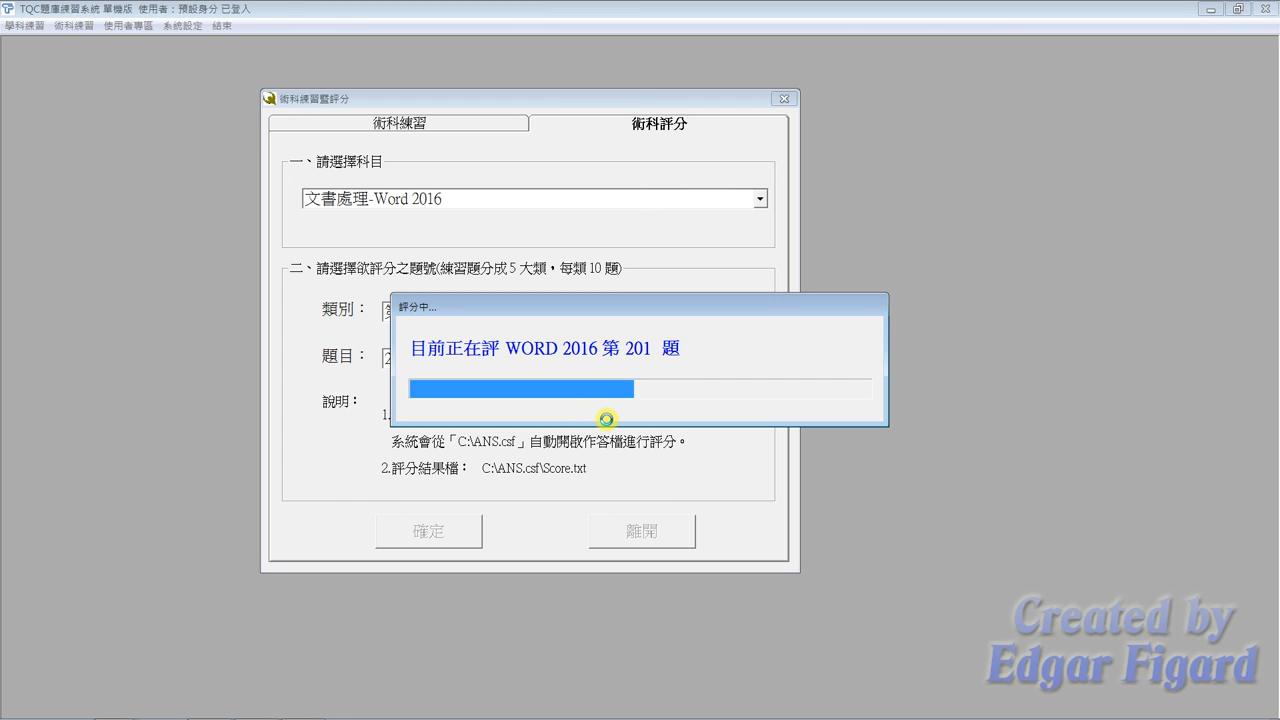 TQC題庫練習系統 單機版 使用者：預設身分 已登入
學科練習 術科練習 使用者專區 系統設定 結束
術科練習暨評分
術科練習 術科評分
一、請選擇科目
文書處理-Word 2016
二、請選擇欲評分之題號(練習題分成 5 大類，每類 10 題)
類別：
評分中...
目前正在評 WORD 2016 第 201 題
題目： 2
說明：
1.
系統會從「C:\ANS.csf」自動開啟作答檔進行評分。
2.評分結果檔： C:\ANS.csf\Score.txt
確定 離開
Created by
Edgar Figard